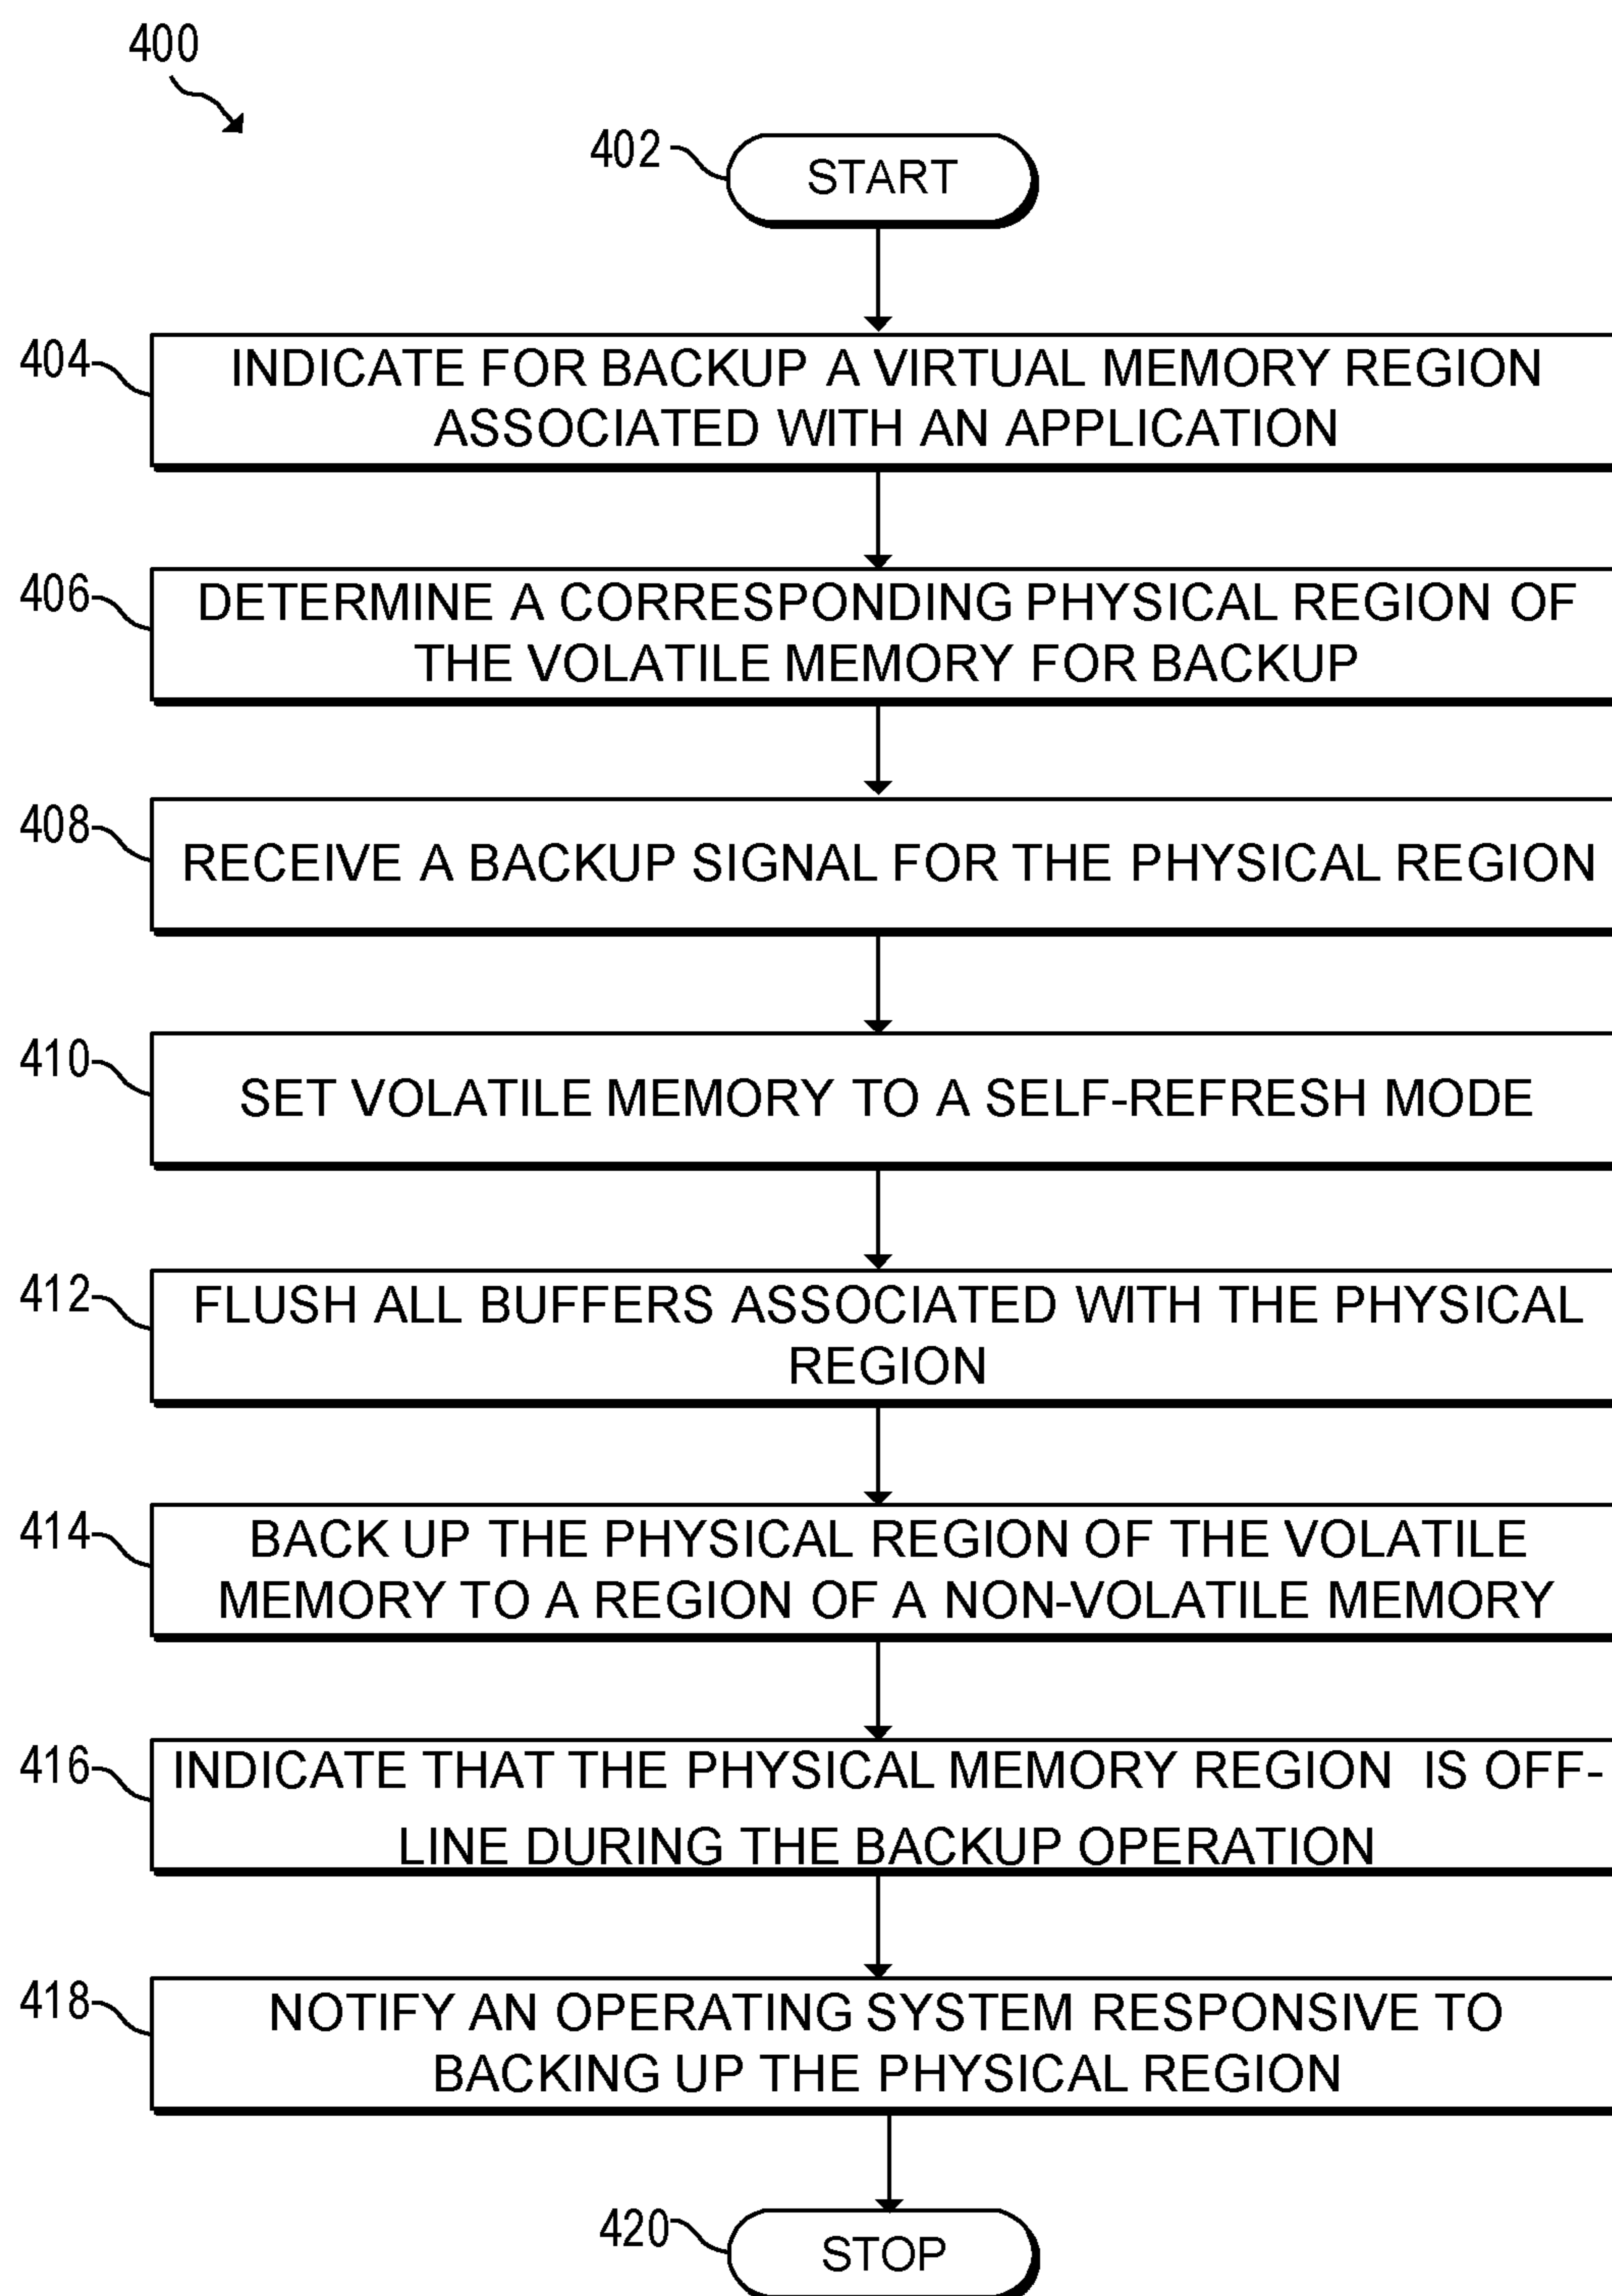 400
402
START
404
INDICATE FOR BACKUP A VIRTUAL MEMORY REGION
ASSOCIATED WITH AN APPLICATION
406
DETERMINE A CORRESPONDING PHYSICAL REGION OF
THE VOLATILE MEMORY FOR BACKUP
408
RECEIVE A BACKUP SIGNAL FOR THE PHYSICAL REGION
410
SET VOLATILE MEMORY TO A SELF-REFRESH MODE
412
FLUSH ALL BUFFERS ASSOCIATED WITH THE PHYSICAL
REGION
414
BACK UP THE PHYSICAL REGION OF THE VOLATILE
MEMORY TO A REGION OF A NON-VOLATILE MEMORY
416
INDICATE THAT THE PHYSICAL MEMORY REGION IS OFF-
LINE DURING THE BACKUP OPERATION
418
NOTIFY AN OPERATING SYSTEM RESPONSIVE TO
BACKING UP THE PHYSICAL REGION
420
STOP